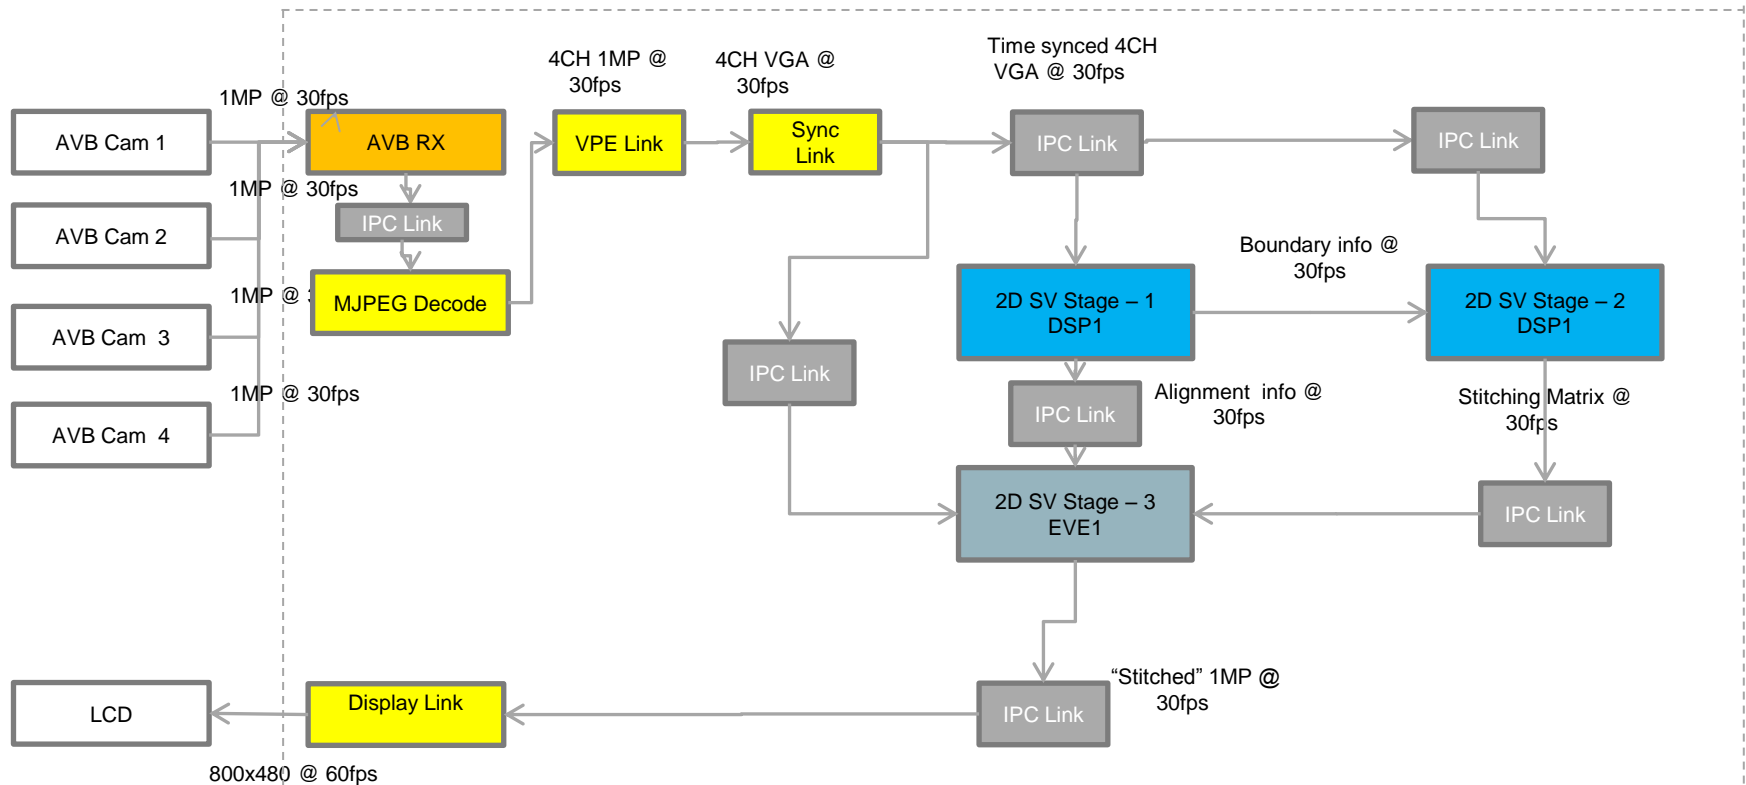 Time synced 4CH
VGA @ 30fps
4CH 1MP @
30fps
4CH VGA @
30fps
1MP @ 30fps
AVB Cam 1
AVB RX
VPE Link
Sync
Link
IPC Link
IPC Link
1MP @ 30fps
AVB Cam 2
IPC Link
Boundary info @
30fps
1MP @
AVB Cam  3
MJPEG Decode
2D SV Stage – 1
DSP1
2D SV Stage – 2
DSP1
IPC Link
1MP @ 30fps
AVB Cam  4
IPC Link
Alignment  info @
30fps
Stitching Matrix @
30fps
2D SV Stage – 3
EVE1
IPC Link
LCD
Display Link
IPC Link
“Stitched” 1MP @
30fps
800x480 @ 60fps